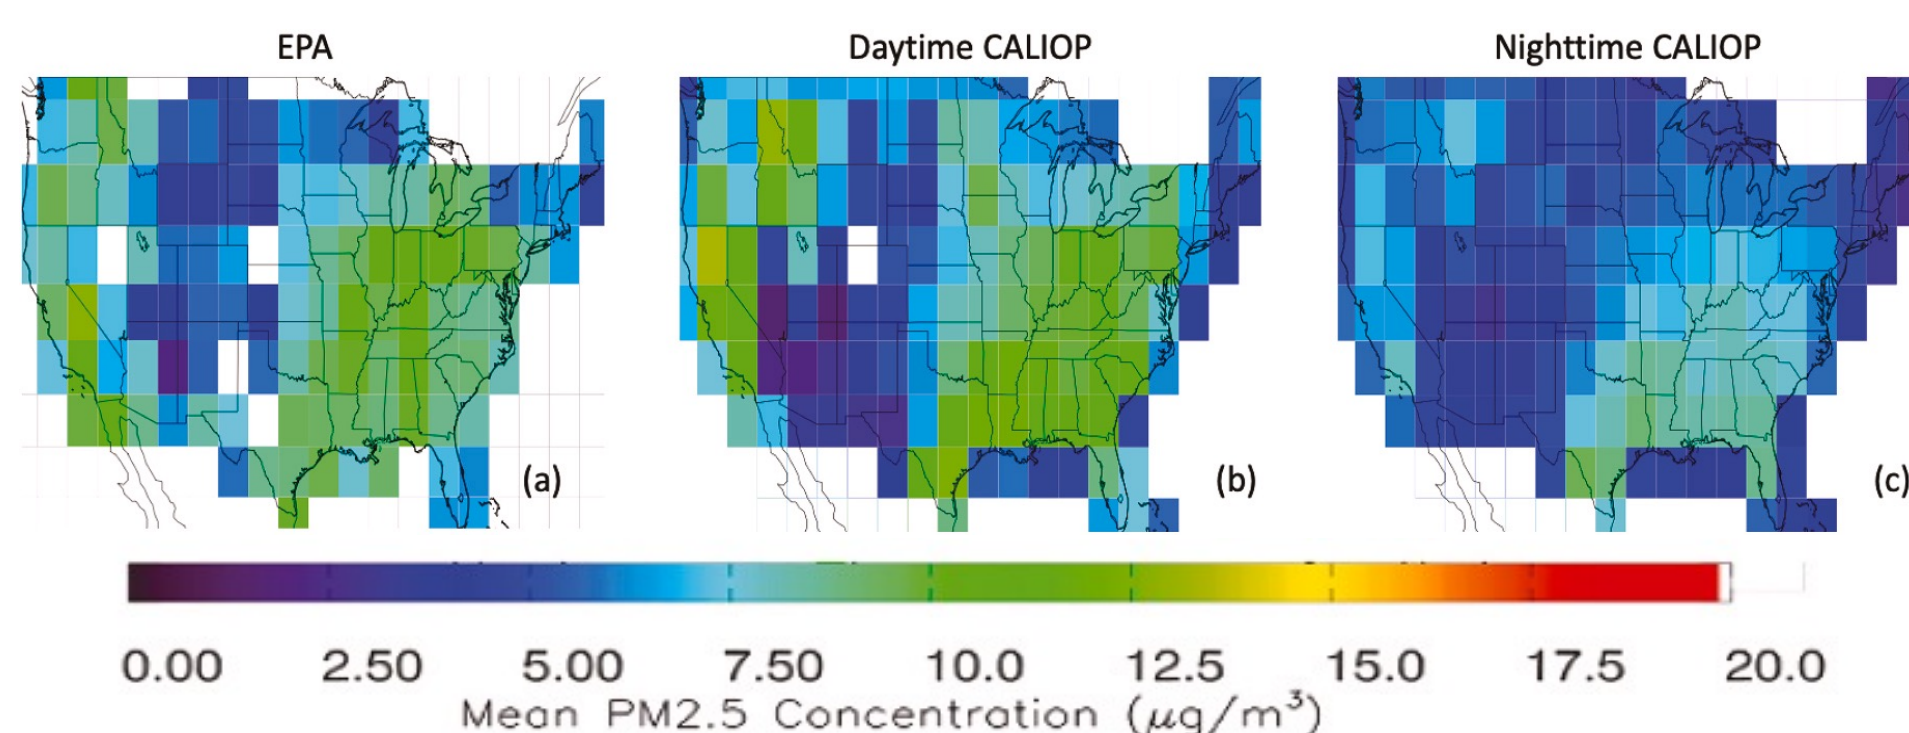 EPA Daytime CALIOP Nighttime CALIOP
(a) (b) (c)
0.00 2.50 5.00 7.50 10.0 12.5 15.0 17.5 20.0
Mean PM2.5 Concentration (μg/m³)